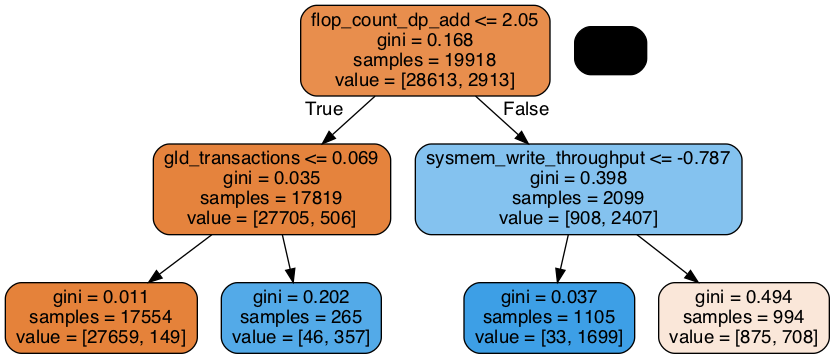 flop_count_dp_add <= 2.05
gini = 0.168
samples = 19918
value = [28613, 2913]
True
False
gld_transactions <= 0.069
gini = 0.035
samples = 17819
value = [27705, 506]
sysmem_write_throughput <= -0.787
gini = 0.398
samples = 2099
value = [908, 2407]
gini = 0.011
samples = 17554
value = [27659, 149]
gini = 0.202
samples = 265
value = [46, 357]
gini = 0.037
samples = 1105
value = [33, 1699]
gini = 0.494
samples = 994
value = [875, 708]